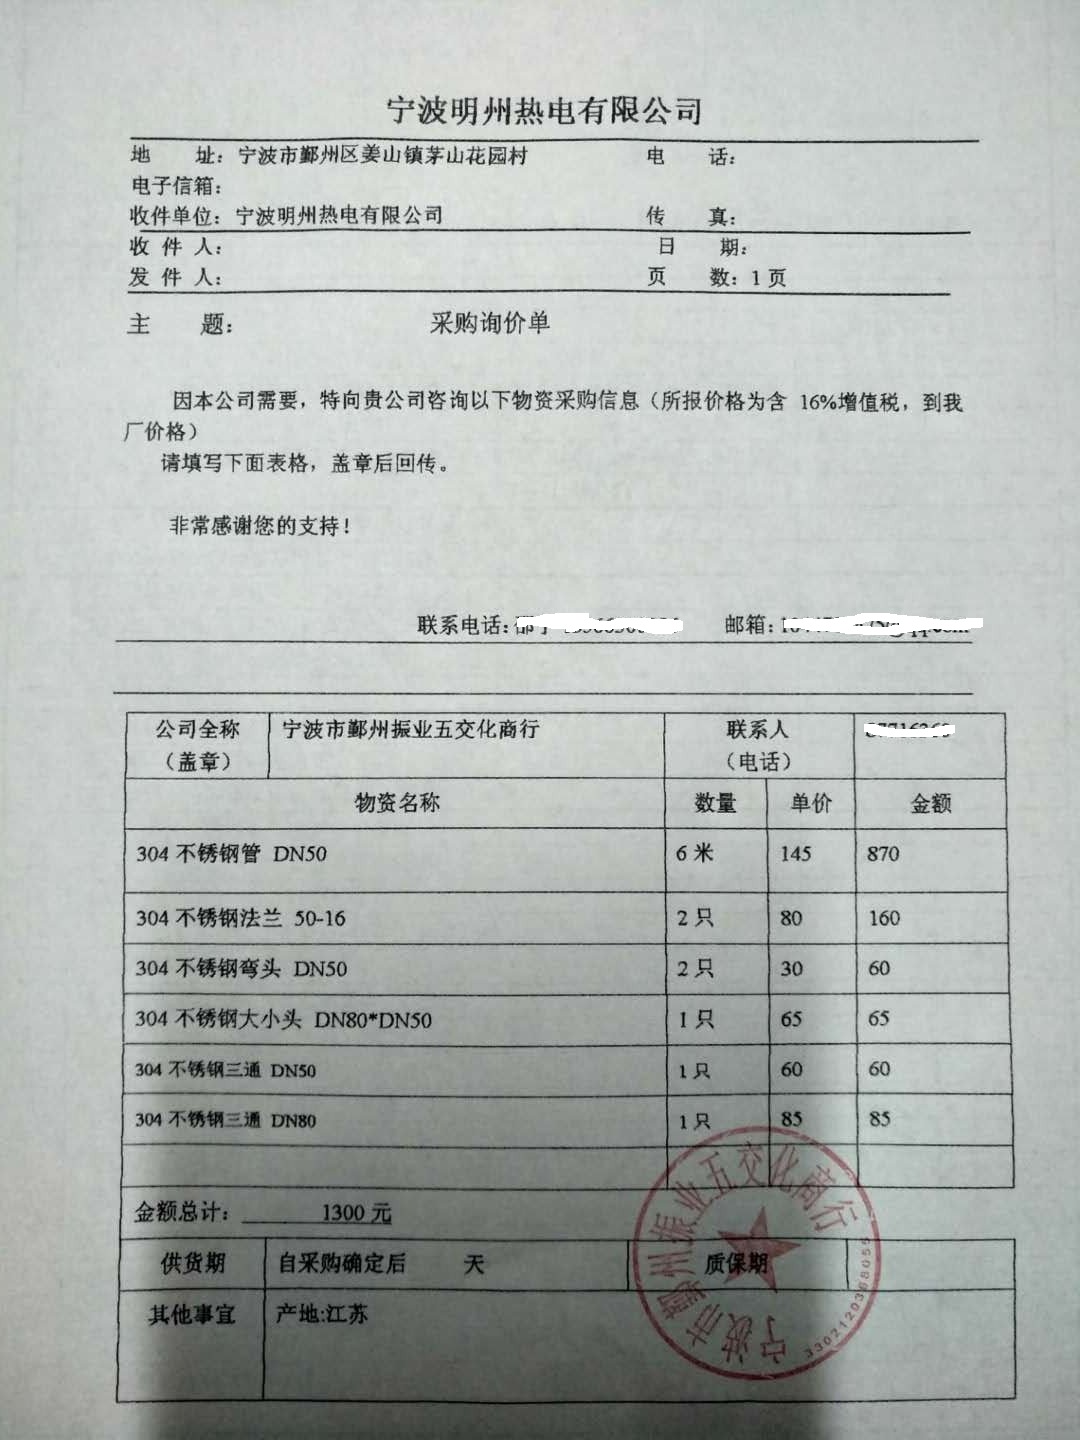 宁波明州热电有限公司
地 址：宁波市鄞州区姜山镇茅山花园村 电 话：
电子信箱：
收件单位：宁波明州热电有限公司 传 真：
收 件 人： 日 期：
发 件 人： 页 数：1 页
主 题： 采购询价单
因本公司需要，特向贵公司咨询以下物资采购信息（所报价格为含 16%增值税，到我
厂价格）
请填写下面表格，盖章后回传。
非常感谢您的支持！
联系电话: 邮箱:
公司全称 宁波市鄞州振业五交化商行 联系人
（盖章） （电话）
物资名称 数量 单价 金额
304 不锈钢管 DN50 6 米 145 870
304 不锈钢法兰 50-16 2 只 80 160
304 不锈钢弯头 DN50 2 只 30 60
304 不锈钢大小头 DN80*DN50 1 只 65 65
304 不锈钢三通 DN50 1 只 60 60
304 不锈钢三通 DN80 1 只 85 85
金额总计： 1300 元
供货期 自采购确定后 天 质保期
其他事宜 产地:江苏
宁波市鄞州振业五交化商行
3302120368055